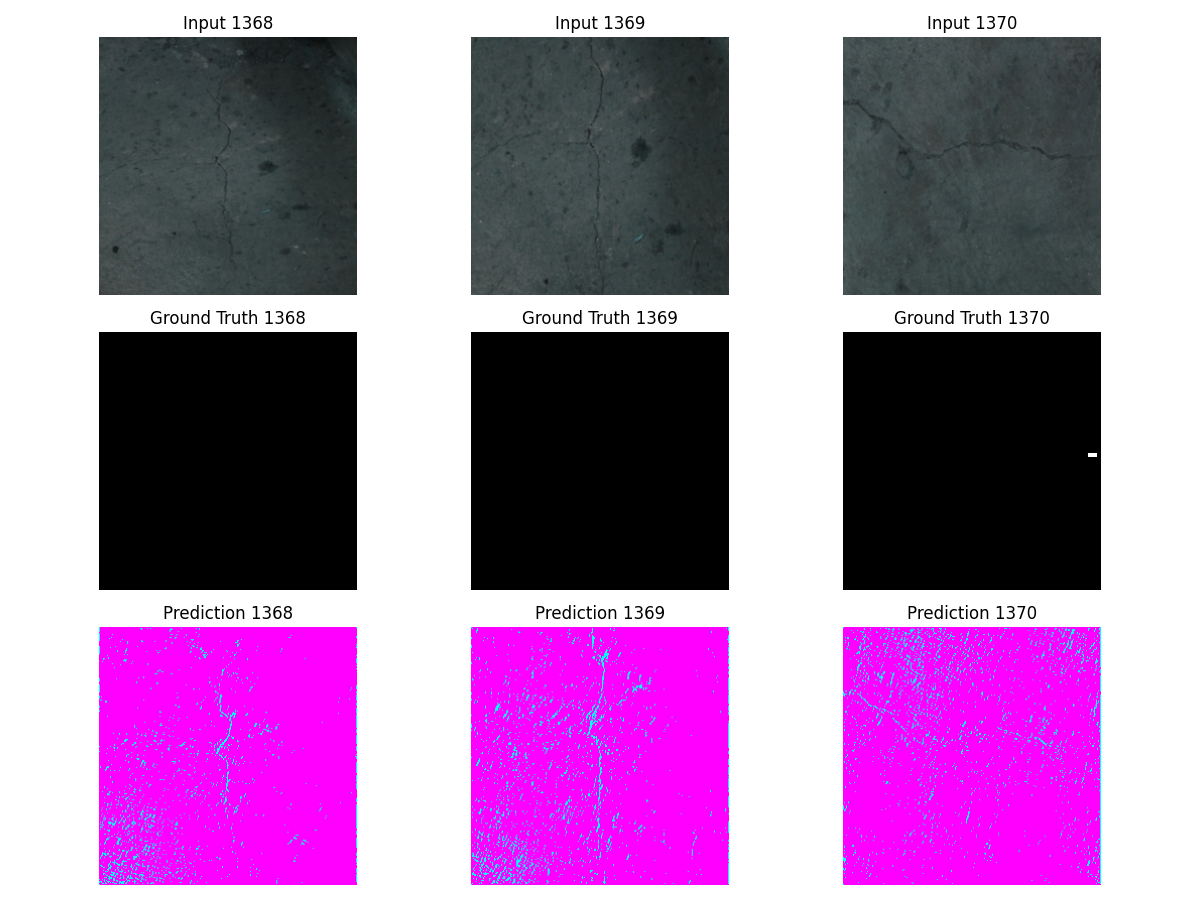 Input 1368
Input 1369
Input 1370
Ground Truth 1368
Ground Truth 1369
Ground Truth 1370
Prediction 1368
Prediction 1369
Prediction 1370